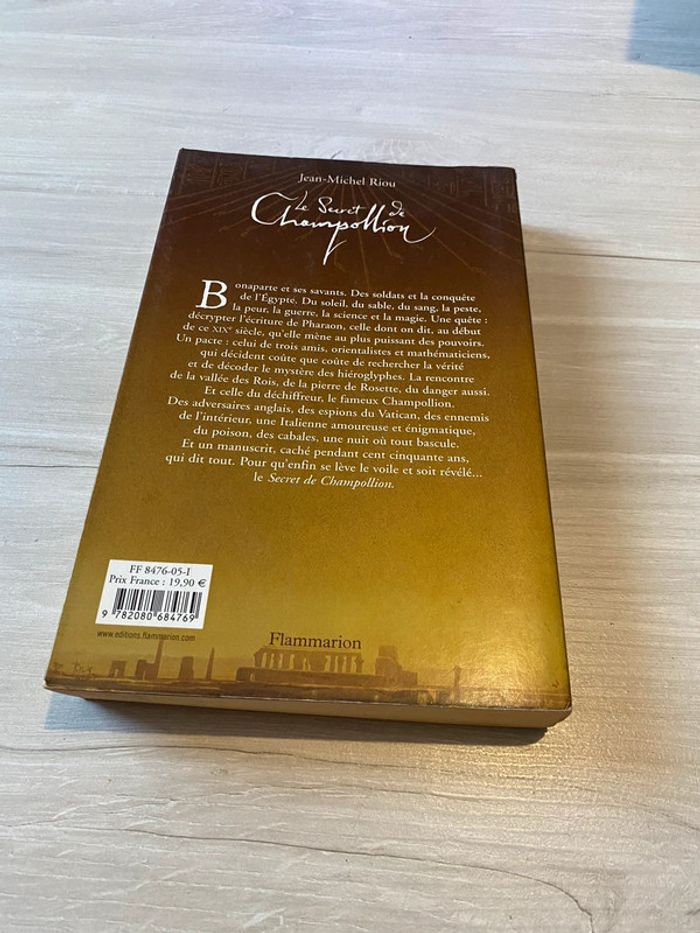 Jean-Michel Riou
Le Secret de
Champollion
Bonaparte et ses savants. Des soldats et la conquête
de l'Égypte. Du soleil, du sable, du sang, la peste,
la peur, la guerre, la science et la magie. Une quête :
décrypter l'écriture de Pharaon, celle dont on dit, au début
de ce XIXe siècle, qu'elle mène au plus puissant des pouvoirs.
Un pacte : celui de trois amis, orientalistes et mathématiciens,
qui décident coûte que coûte de rechercher la vérité
et de décoder le mystère des hiéroglyphes. La rencontre
de la vallée des Rois, de la pierre de Rosette, du danger aussi.
Et celle du déchiffreur, le fameux Champollion.
Des adversaires anglais, des espions du Vatican, des ennemis
de l'intérieur, une Italienne amoureuse et énigmatique,
du poison, des cabales, une nuit où tout bascule.
Et un manuscrit, caché pendant cent cinquante ans,
qui dit tout. Pour qu'enfin se lève le voile et soit révélé...
le Secret de Champollion.
FF 8476-05-I
Prix France : 19,90 €
9 782080 684769
www.editions.flammarion.com
Flammarion